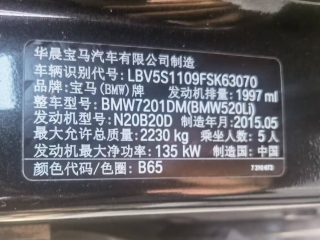 华晨宝马汽车有限公司制造
车辆识别代号: LBV5S1109FSK63070
品牌: 宝马(BMW)牌 发动机排量: 1997 ml
整车型号: BMW7201DM(BMW520Li)
发动机型号: N20B20D 制造年月: 2015.05
最大允许总质量: 2230 kg 乘坐人数: 5人
发动机最大净功率: 135 kW 制造国: 中国
颜色代码/色圈: B65